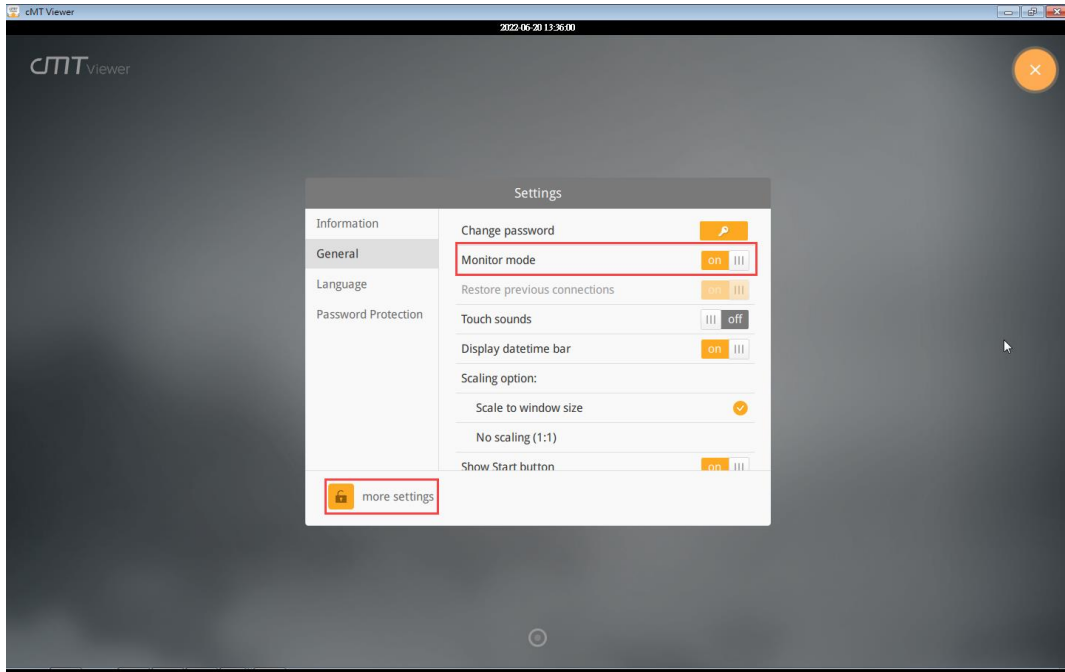 cMT Viewer
2022-06-20 13:36:00
cMT Viewer
Settings
Information
General
Language
Password Protection
Change password
Monitor mode on
Restore previous connections on
Touch sounds off
Display datetime bar on
Scaling option:
Scale to window size
No scaling (1:1)
Show Start button on
more settings